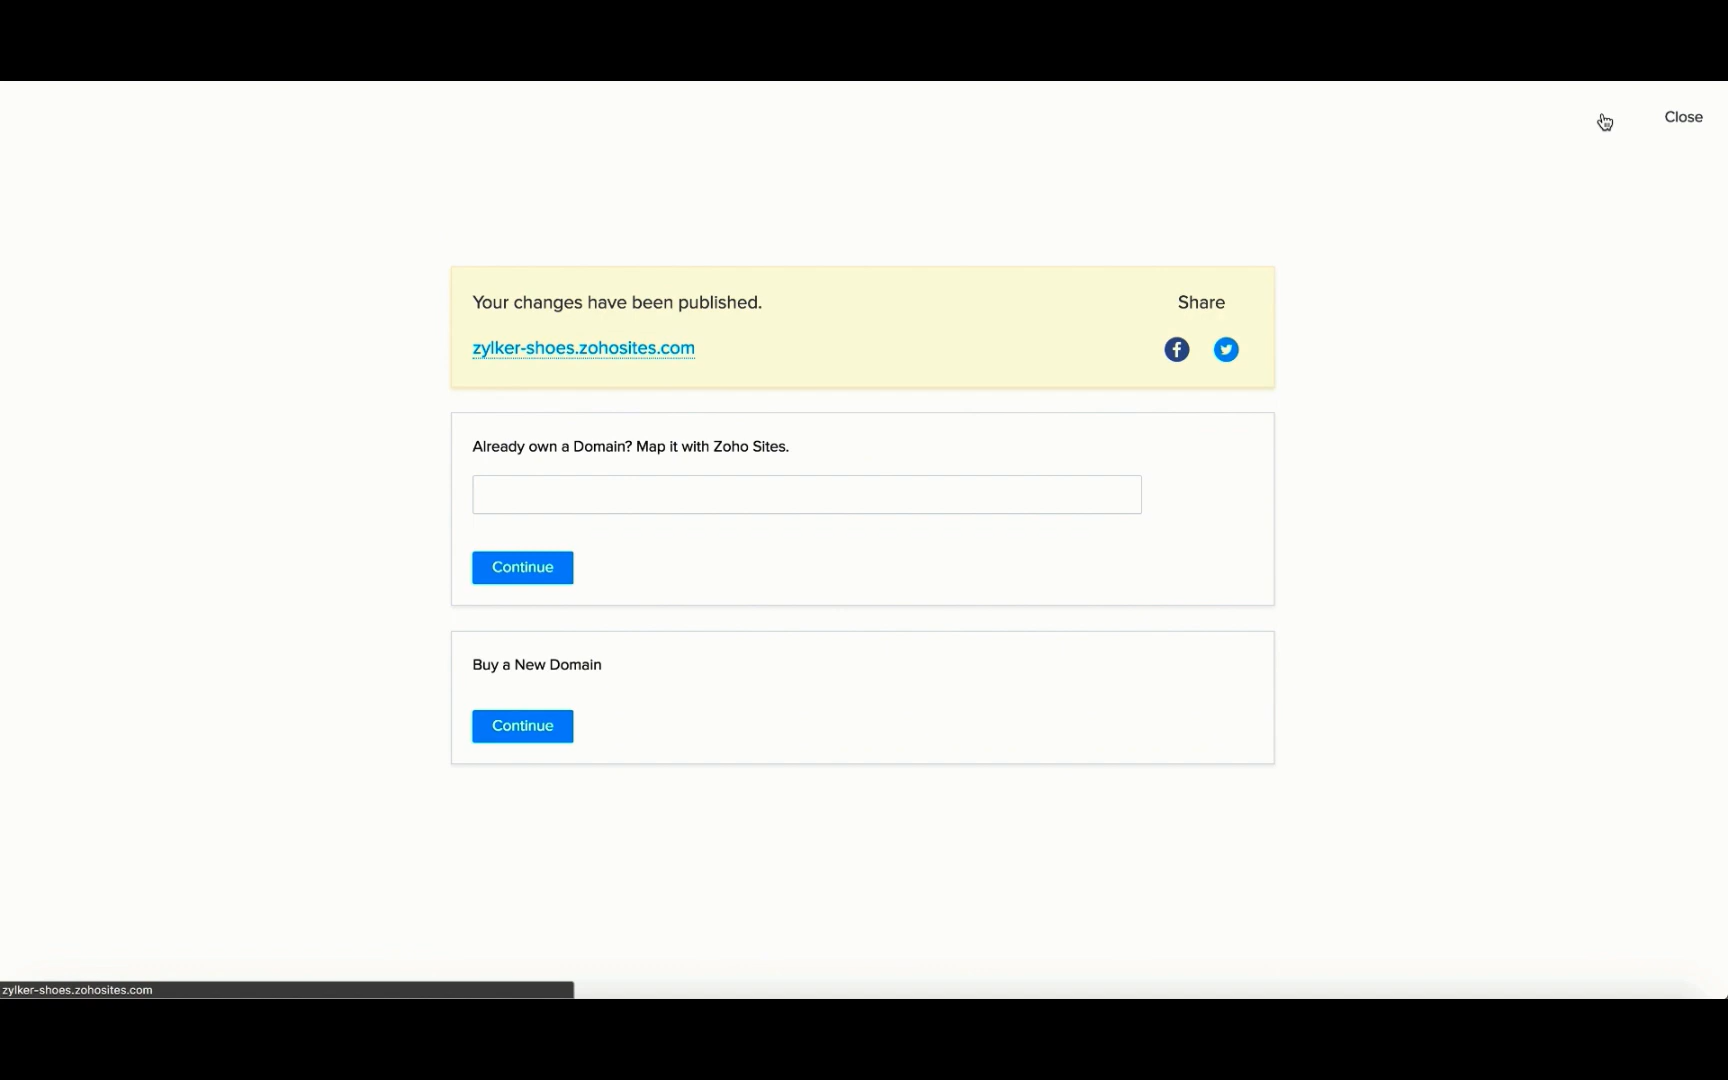 Close
Your changes have been published.
Share
zylker-shoes.zohosites.com
Already own a Domain? Map it with Zoho Sites.
Continue
Buy a New Domain
Continue
zylker-shoes.zohosites.com